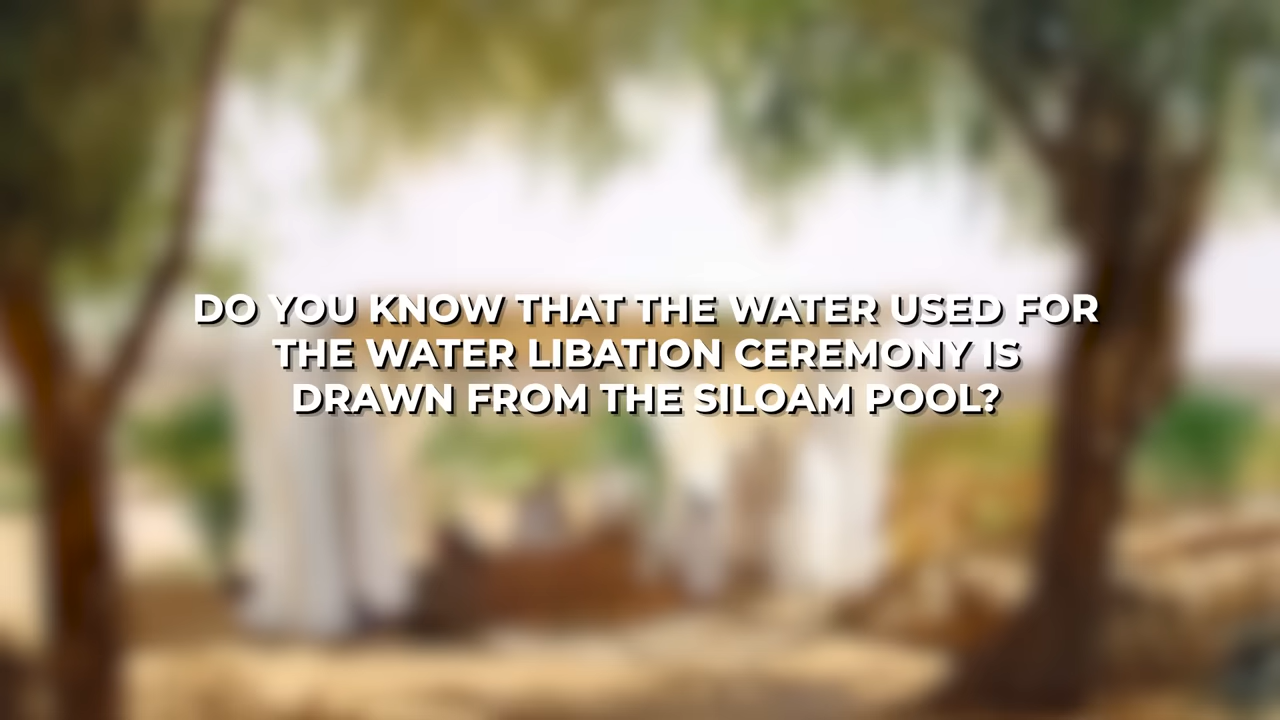 DO YOU KNOW THAT THE WATER USED FOR
THE WATER LIBATION CEREMONY IS
DRAWN FROM THE SILOAM POOL?